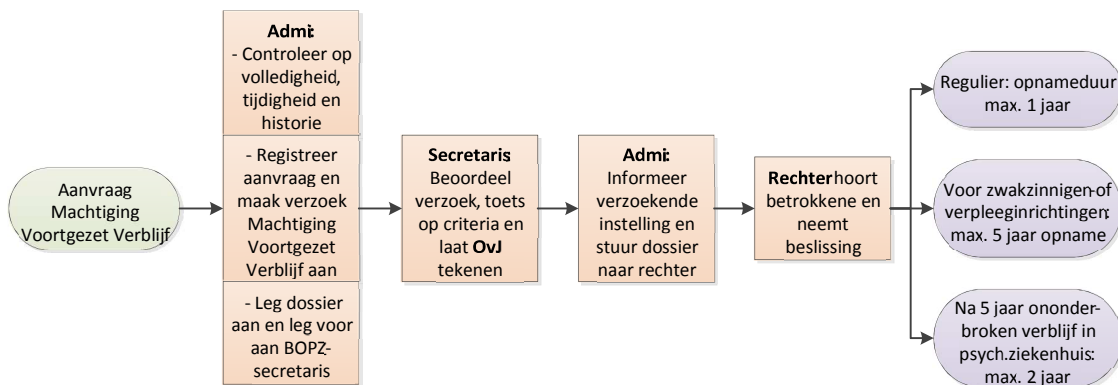 Aanvraag
Machtiging
Voortgezet Verblijf
Admi:
- Controleer op
volledigheid,
tijdigheid en
historie
- Registreer
aanvraag en
maak verzoek
Machtiging
Voortgezet
Verblijf aan
- Leg dossier
aan en leg voor
aan BOPZ-
secretaris
Secretaris
Beoordeel
verzoek, toets
op criteria en
laat OvJ
tekenen
Admi:
Informeer
verzoekende
instelling en
stuur dossier
naar rechter
Rechter hoort
betrokkene en
neemt
beslissing
Regulier: opnameduur
max. 1 jaar
Voor zwakzinnigen-of
verpleeginrichtingen:
max. 5 jaar opname
Na 5 jaar ononder-
broken verblijf in
psych.ziekenhuis:
max. 2 jaar